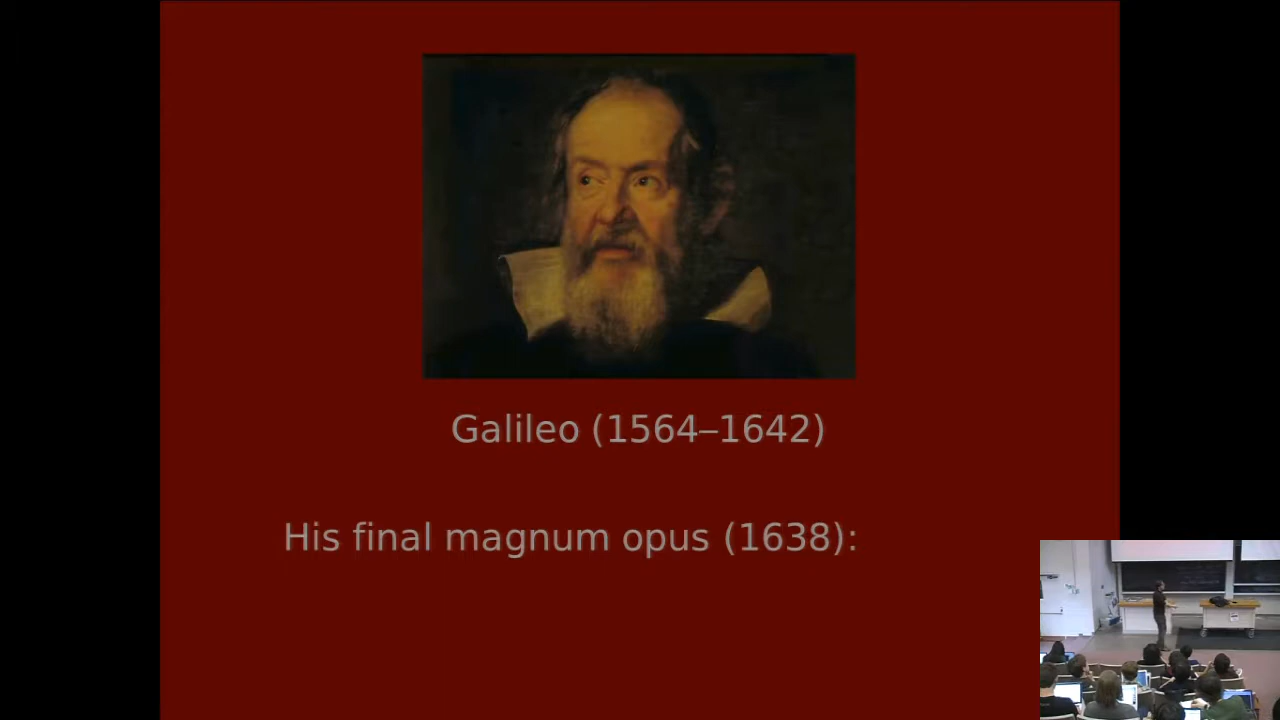 Galileo (1564–1642)
His final magnum opus (1638):